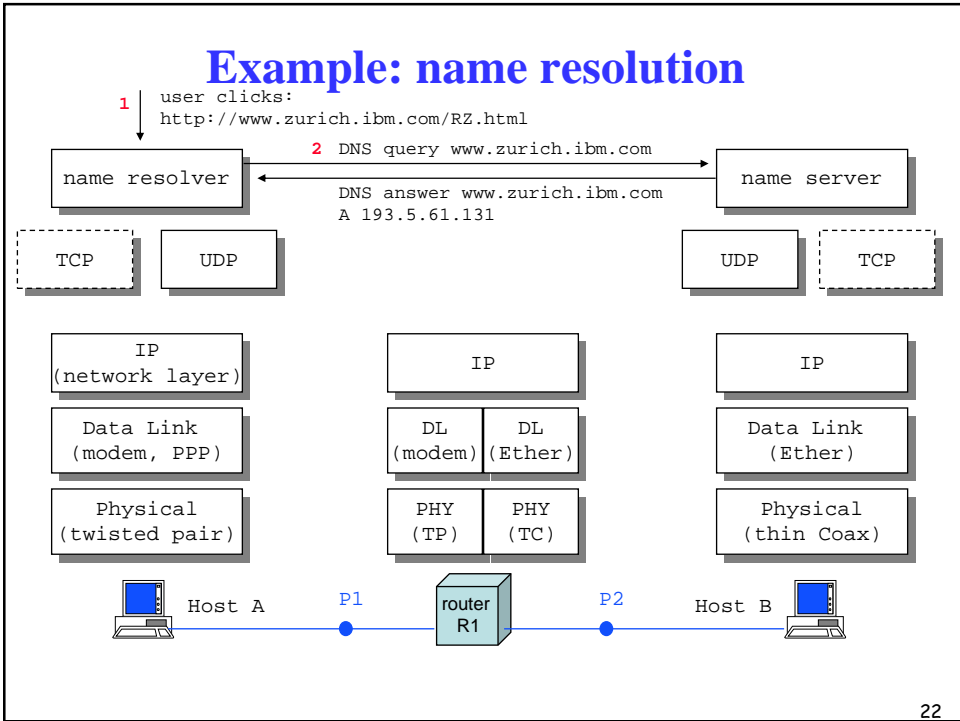 Example: name resolution
1
user clicks:
http://www.zurich.ibm.com/RZ.html
2 DNS query www.zurich.ibm.com
name resolver
name server
DNS answer www.zurich.ibm.com
A 193.5.61.131
TCP
UDP
UDP
TCP
IP
(network layer)
IP
IP
Data Link
(modem, PPP)
DL
(modem)
DL
(Ether)
Data Link
(Ether)
Physical
(twisted pair)
PHY
(TP)
PHY
(TC)
Physical
(thin Coax)
Host A
P1
router
R1
P2
Host B
22